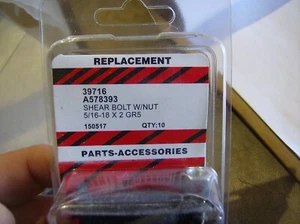 REPLACEMENT
39716
A578393
SHEAR BOLT W/NUT
5/16-18 X 2 GR5
150517 QTY:10
PARTS-ACCESSORIES